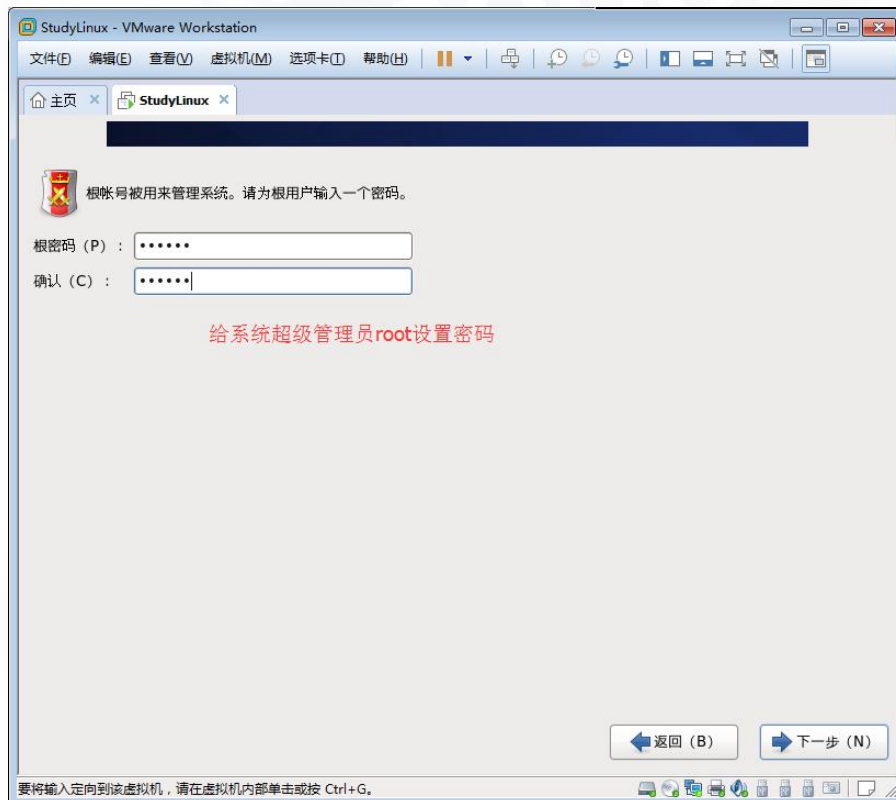 StudyLinux - VMware Workstation
文件(F) 编辑(E) 查看(V) 虚拟机(M) 选项卡(T) 帮助(H)
主页 StudyLinux
根帐号被用来管理系统。请为根用户输入一个密码。
根密码（P）： ••••••
确认（C）： ••••••
给系统超级管理员root设置密码
返回（B） 下一步（N）
要将输入定向到该虚拟机，请在虚拟机内部单击或按 Ctrl+G。